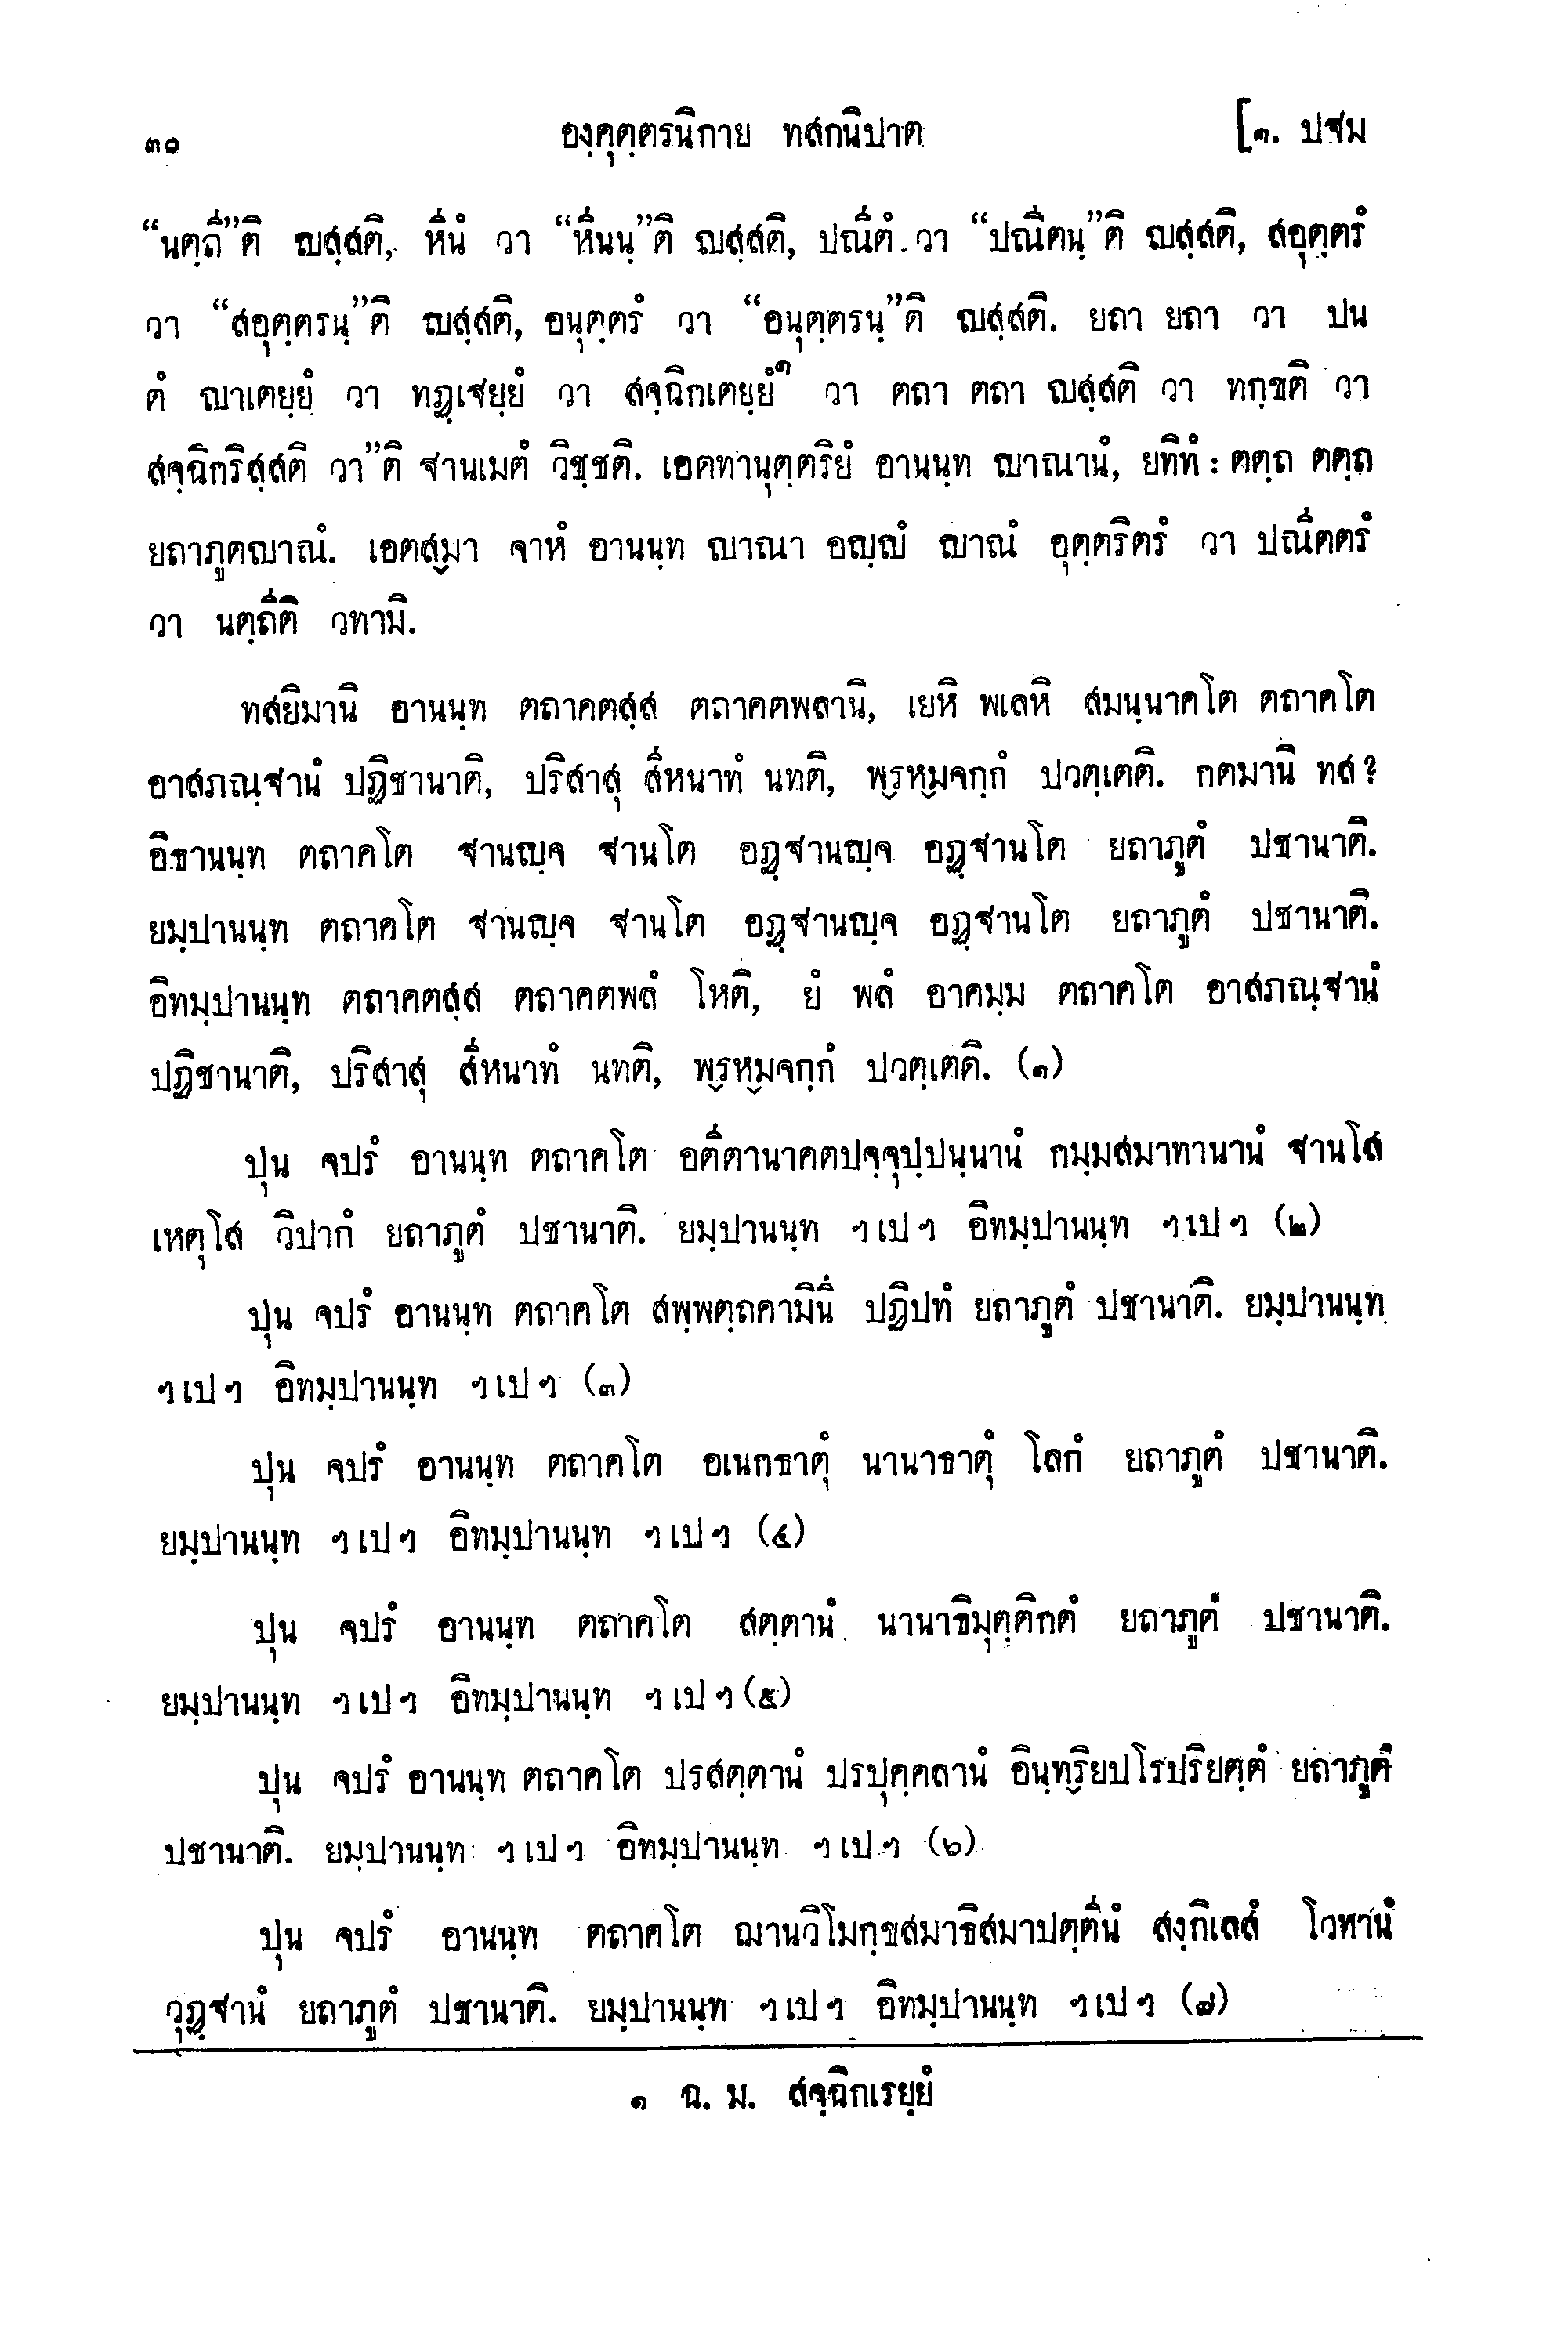 ๓๐ องฺคุตฺตรนิกาย ทสกนิปาต [๑. ปฐม
“นตฺถี”ติ ญสฺสติ, หีนํ วา “หีนนฺ”ติ ญสฺสติ, ปณีตํ วา “ปณีตนฺ”ติ ญสฺสติ, สอุตฺตรํ
วา “สอุตฺตรนฺ”ติ ญสฺสติ, อนุตฺตรํ วา “อนุตฺตรนฺ”ติ ญสฺสติ. ยถา ยถา วา ปน
ตํ ญาเตยฺยํ วา ทฏฺเฐยฺยํ วา สจฺฉิกเตยฺยํ๑ วา ตถา ตถา ญสฺสติ วา ทกฺขติ วา
สจฺฉิกริสฺสติ วา”ติ ฐานเมตํ วิชฺชติ. เอตทานุตฺตริยํ อานนฺท ญาณานํ, ยทิทํ : ตตฺถ ตตฺถ
ยถาภูตญาณํ. เอตสฺมา จาหํ อานนฺท ญาณา อญฺญํ ญาณํ อุตฺตริตรํ วา ปณีตตรํ
วา นตฺถีติ วทามิ.
ทสยิมานิ อานนฺท ตถาคตสฺส ตถาคตพลานิ, เยหิ พเลหิ สมนฺนาคโต ตถาคโต
อาสภณฺฐานํ ปฏิชานาติ, ปริสาสุ สีหนาทํ นทติ, พฺรหฺมจกฺกํ ปวตฺเตติ. กตมานิ ทส?
อิธานนฺท ตถาคโต ฐานญฺจ ฐานโต อฏฺฐานญฺจ อฏฺฐานโต ยถาภูตํ ปชานาติ.
ยมฺปานนฺท ตถาคโต ฐานญฺจ ฐานโต อฏฺฐานญฺจ อฏฺฐานโต ยถาภูตํ ปชานาติ.
อิทมฺปานนฺท ตถาคตสฺส ตถาคตพลํ โหติ, ยํ พลํ อาคมฺม ตถาคโต อาสภณฺฐานํ
ปฏิชานาติ, ปริสาสุ สีหนาทํ นทติ, พฺรหฺมจกฺกํ ปวตฺเตติ. (๑)
ปุน จปรํ อานนฺท ตถาคโต อตีตานาคตปจฺจุปฺปนฺนานํ กมฺมสมาทานานํ ฐานโส
เหตุโส วิปากํ ยถาภูตํ ปชานาติ. ยมฺปานนฺท ฯเปฯ อิทมฺปานนฺท ฯเปฯ (๒)
ปุน จปรํ อานนฺท ตถาคโต สพฺพตฺถคามินึ ปฏิปทํ ยถาภูตํ ปชานาติ. ยมฺปานนฺท
ฯเปฯ อิทมฺปานนฺท ฯเปฯ (๓)
ปุน จปรํ อานนฺท ตถาคโต อเนกธาตุํ นานาธาตุํ โลกํ ยถาภูตํ ปชานาติ.
ยมฺปานนฺท ฯเปฯ อิทมฺปานนฺท ฯเปฯ (๔)
ปุน จปรํ อานนฺท ตถาคโต สตฺตานํ นานาธิมุตฺติกตํ ยถาภูตํ ปชานาติ.
ยมฺปานนฺท ฯเปฯ อิทมฺปานนฺท ฯเปฯ (๕)
ปุน จปรํ อานนฺท ตถาคโต ปรสตฺตานํ ปรปุคฺคลานํ อินฺทฺริยปโรปริยตฺตํ ยถาภูตํ
ปชานาติ. ยมฺปานนฺท ฯเปฯ อิทมฺปานนฺท ฯเปฯ (๖)
ปุน จปรํ อานนฺท ตถาคโต ฌานวิโมกฺขสมาธิสมาปตฺตีนํ สงฺกิเลสํ โวทานํ
วุฏฺฐานํ ยถาภูตํ ปชานาติ. ยมฺปานนฺท ฯเปฯ อิทมฺปานนฺท ฯเปฯ (๗)
๑ ฉ. ม. สจฺฉิกเรยฺยํ